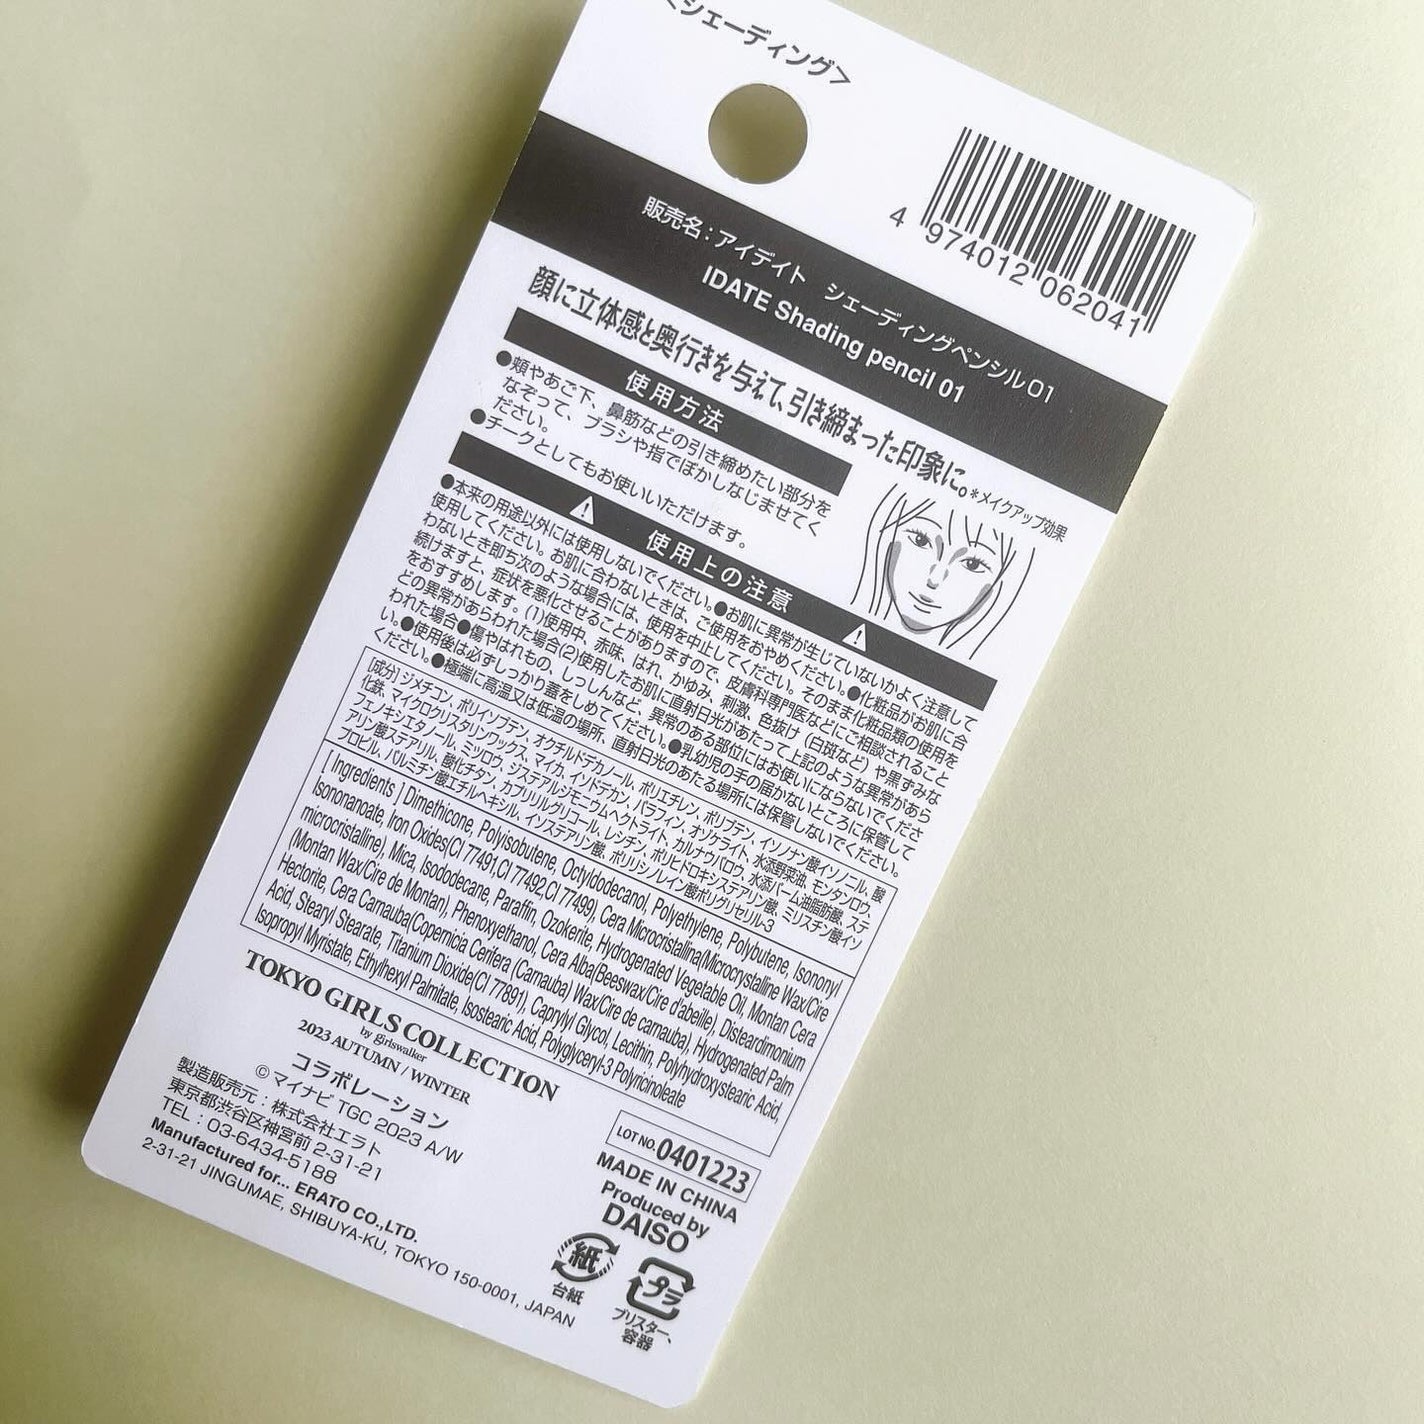 <シェーディング>
4 974012 062041
販売名：アイデイト　シェーディングペンシル01
IDATE Shading pencil 01
顔に立体感と奥行きを与えて、引き締まった印象に。*メイクアップ効果
使用方法
●頬やあご下、鼻筋などの引き締めたい部分を
なぞって、ブラシや指でぼかしなじませてく
ださい。
●チークとしてもお使いいただけます。
使用上の注意
●本来の用途以外には使用しないでください。●お肌に異常が生じていないかよく注意して
使用してください。お肌に合わないときは、ご使用をおやめください。●化粧品がお肌に合
わないとき即ち次のような場合には、使用を中止してください。そのまま化粧品類の使用を
続けますと、症状を悪化させることがありますので、皮膚科専門医などにご相談されること
をおすすめします。(1)使用中、赤味、はれ、かゆみ、刺激、色抜け（白斑など）や黒ずみな
どの異常があらわれた場合(2)使用したお肌に直射日光があたって上記のような異常があら
われた場合●傷やはれもの、しっしんなど、異常のある部位にはお使いにならないでくださ
い。●使用後は必ずしっかり蓋をしめてください。●乳幼児の手の届かないところに保管して
ください。●極端に高温又は低温の場所、直射日光のあたる場所には保管しないでください。
[成分]ジメチコン、ポリイソブテン、オクチルドデカノール、ポリエチレン、ポリブテン、イソノナン酸イソノニル、酸
化鉄、マイクロクリスタリンワックス、マイカ、イソドデカン、パラフィン、オゾケライト、水添野菜油、モンタンロウ、
フェノキシエタノール、ミツロウ、ジステアルジモニウムヘクトライト、カルナウバロウ、水添パーム油脂肪酸、ステ
アリン酸ステアリル、酸化チタン、カプリリルグリコール、レシチン、ポリヒドロキシステアリン酸、ミリスチン酸イソ
プロピル、パルミチン酸エチルヘキシル、イソステアリン酸、ポリリシノレイン酸ポリグリセリル-3
[ Ingredients ] Dimethicone, Polyisobutene, Octyldodecanol, Polyethylene, Polybutene, Isononyl
Isononanoate, Iron Oxides(CI 77491,CI 77492,CI 77499), Cera Microcristallina(Microcrystalline Wax/Cire
microcristalline), Mica, Isododecane, Paraffin, Ozokerite, Hydrogenated Vegetable Oil, Montan Cera
(Montan Wax/Cire de Montan), Phenoxyethanol, Cera Alba(Beeswax/Cire d'abeille), Disteardimonium
Hectorite, Cera Carnauba(Copernicia Cerifera (Carnauba) Wax/Cire de carnauba), Hydrogenated Palm
Acid, Stearyl Stearate, Titanium Dioxide(CI 77891), Caprylyl Glycol, Lecithin, Polyhydroxystearic Acid,
Isopropyl Myristate, Ethylhexyl Palmitate, Isostearic Acid, Polyglyceryl-3 Polyricinoleate
TOKYO GIRLS COLLECTION
by girlswalker
2023 AUTUMN / WINTER
コラボレーション
© マイナビ TGC 2023 A/W
製造販売元：株式会社エラト
東京都渋谷区神宮前 2-31-21
TEL：03-6434-5188
Manufactured for... ERATO CO.,LTD.
2-31-21 JINGUMAE, SHIBUYA-KU, TOKYO 150-0001, JAPAN
LOT NO. 0401223
MADE IN CHINA
Produced by
DAISO
紙
台紙
プラ
ブリスター、
容器